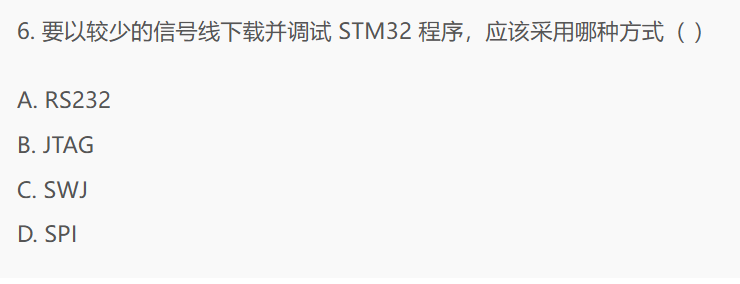 6. 要以较少的信号线下载并调试 STM32 程序，应该采用哪种方式（ ）
A. RS232
B. JTAG
C. SWJ
D. SPI